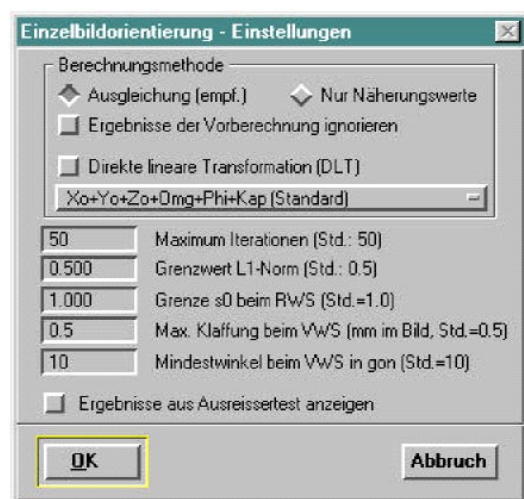 Einzelbildorientierung - Einstellungen
Berechnungsmethode
Ausgleichung (empf.) Nur Näherungswerte
Ergebnisse der Vorberechnung ignorieren
Direkte lineare Transformation (DLT)
Xo+Yo+Zo+Omg+Phi+Kap (Standard)
50 Maximum Iterationen (Std.: 50)
0.500 Grenzwert L1-Norm (Std.: 0.5)
1.000 Grenze s0 beim RWS (Std.=1.0)
0.5 Max. Klaffung beim VWS (mm im Bild, Std.=0.5)
10 Mindestwinkel beim VWS in gon (Std.=10)
Ergebnisse aus Ausreissertest anzeigen
OK Abbruch